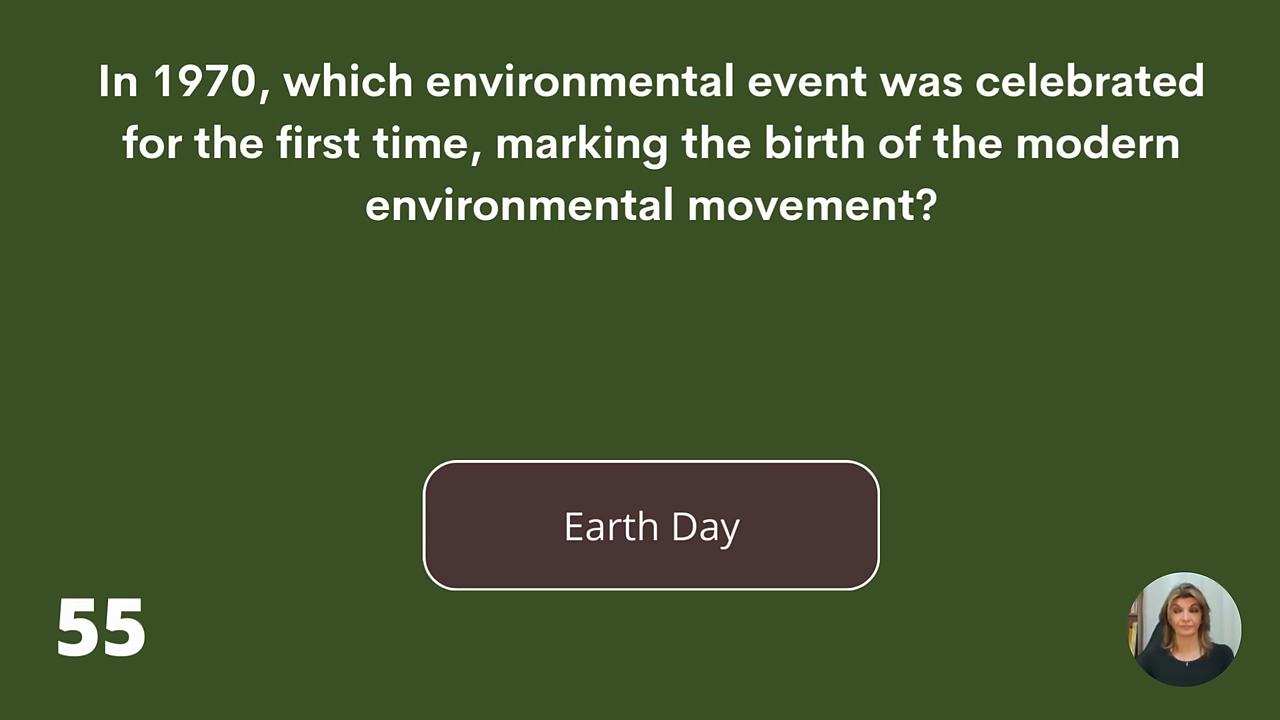 In 1970, which environmental event was celebrated
for the first time, marking the birth of the modern
environmental movement?
Earth Day
55